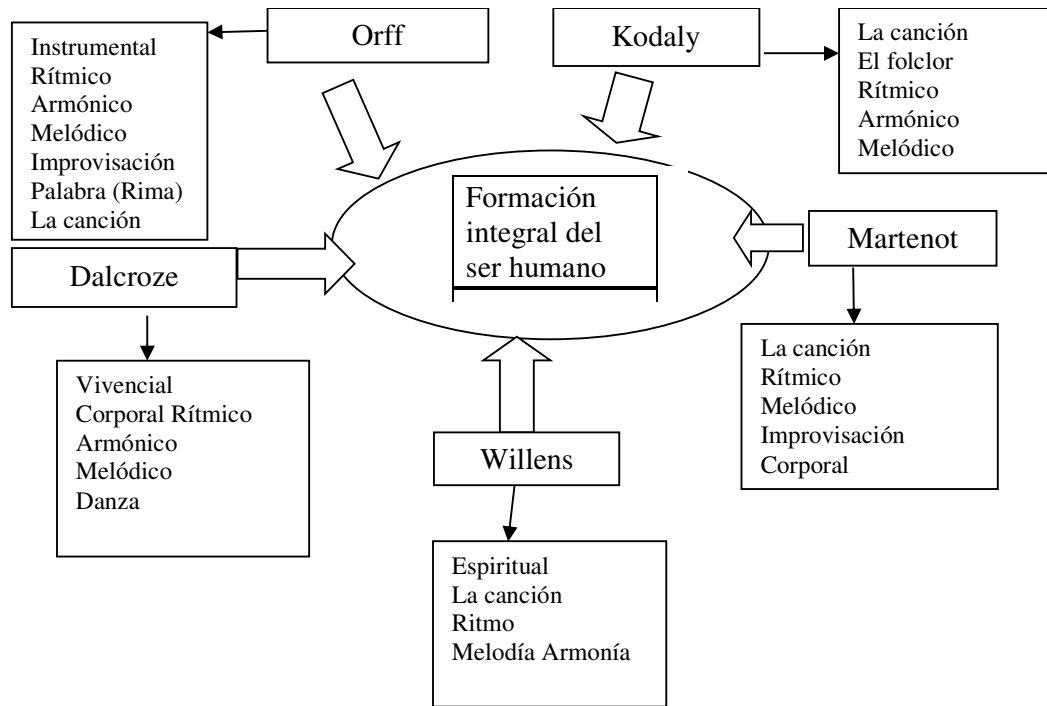 Orff
Instrumental
Rítmico
Armónico
Melódico
Improvisación
Palabra (Rima)
La canción
Kodaly
La canción
El folclor
Rítmico
Armónico
Melódico
Formación
integral del
ser humano
Dalcroze
Vivencial
Corporal Rítmico
Armónico
Melódico
Danza
Martenot
La canción
Rítmico
Melódico
Improvisación
Corporal
Willens
Espiritual
La canción
Ritmo
Melodía Armonía